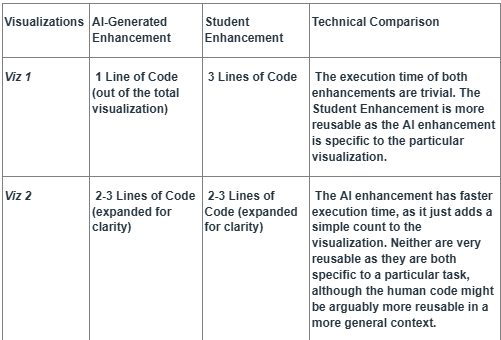 Visualizations AI-Generated Enhancement Student Enhancement Technical Comparison
Viz 1
1 Line of Code
(out of the total
visualization)
3 Lines of Code
The execution time of both
enhancements are trivial. The
Student Enhancement is more
reusable as the AI enhancement
is specific to the particular
visualization.
Viz 2
2-3 Lines of Code
(expanded for
clarity)
2-3 Lines of
Code (expanded
for clarity)
The AI enhancement has faster
execution time, as it just adds a
simple count to the
visualization. Neither are very
reusable as they are both
specific to a particular task,
although the human code might
be arguably more reusable in a
more general context.